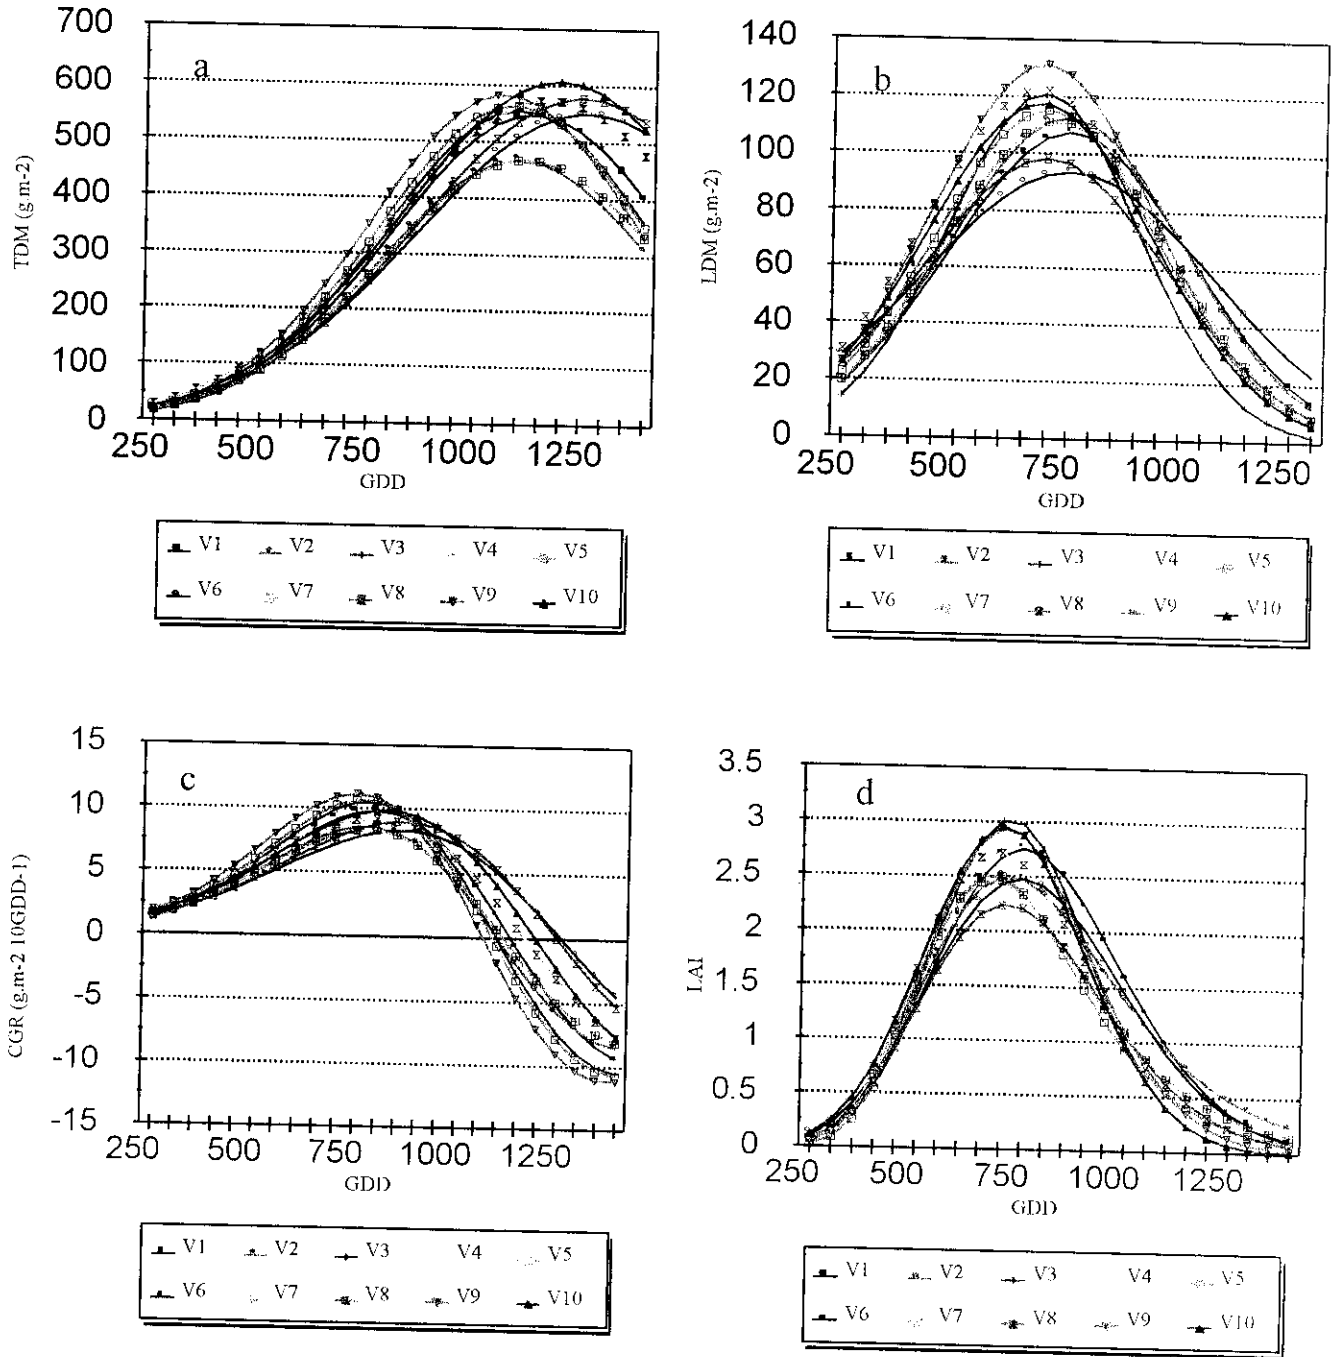 700
600
500
400
300
200
100
0
TDM (g.m-2)
a
250 500 750 1000 1250
GDD
V1 V2 V3 V4 V5
V6 V7 V8 V9 V10
140
120
100
80
60
40
20
0
LDM (g.m-2)
b
250 500 750 1000 1250
GDD
V1 V2 V3 V4 V5
V6 V7 V8 V9 V10
15
10
5
0
-5
-10
-15
CGR (g.m-2 10GDD-1)
c
250 500 750 1000 1250
GDD
V1 V2 V3 V4 V5
V6 V7 V8 V9 V10
3.5
3
2.5
2
1.5
1
0.5
0
LAI
d
250 500 750 1000 1250
GDD
V1 V2 V3 V4 V5
V6 V7 V8 V9 V10